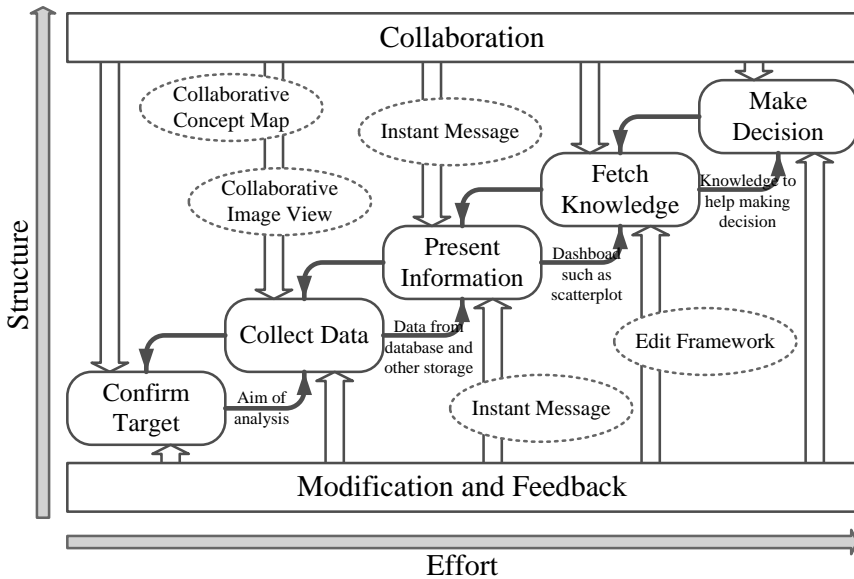 Collaboration
Collaborative
Concept Map
Instant Message
Make
Decision
Collaborative
Image View
Fetch
Knowledge
Knowledge to
help making
decision
Present
Information
Dashboad
such as
scatterplot
Collect Data
Data from
database and
other storage
Edit Framework
Confirm
Target
Aim of
analysis
Instant Message
Modification and Feedback
Structure
Effort